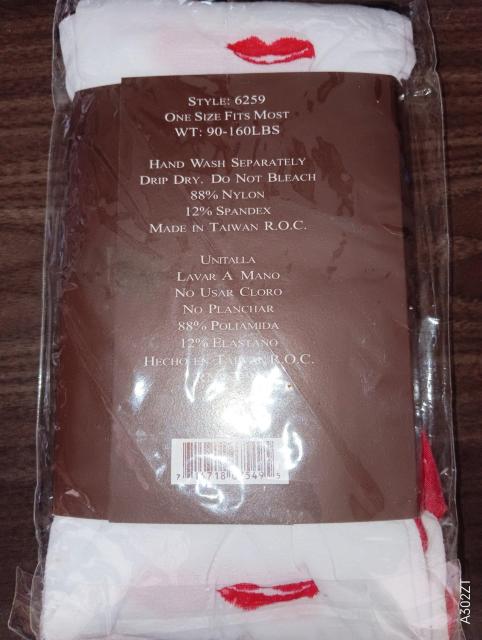 STYLE: 6259
ONE SIZE FITS MOST
WT: 90-160LBS
HAND WASH SEPARATELY
DRIP DRY. DO NOT BLEACH
88% NYLON
12% SPANDEX
MADE IN TAIWAN R.O.C.
UNITALLA
LAVAR A MANO
NO USAR CLORO
NO PLANCHAR
88% POLIAMIDA
12% ELASTANO
HECHO EN TAIWAN R.O.C.
A302ZT